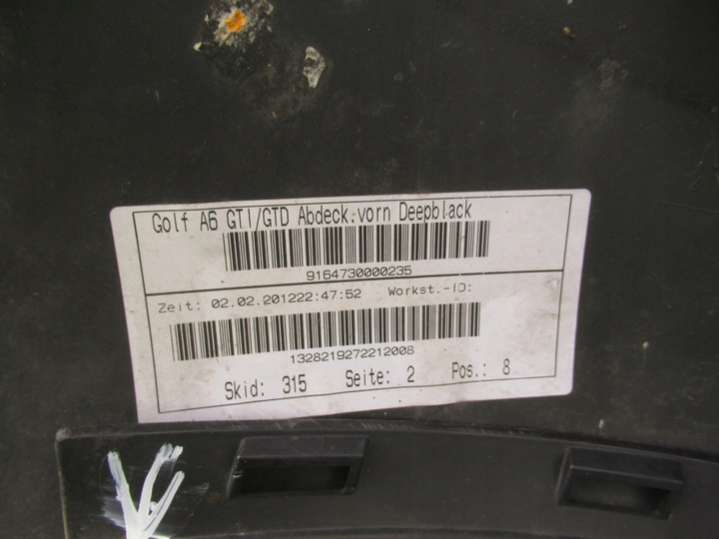 Golf A6 GTI/GTD Abdeck.vorn Deepblack
9164730000235
Zeit: 02.02.201222:47:52 Workst.-ID:
1328219272212008
Skid: 315 Seite: 2 Pos.: 8